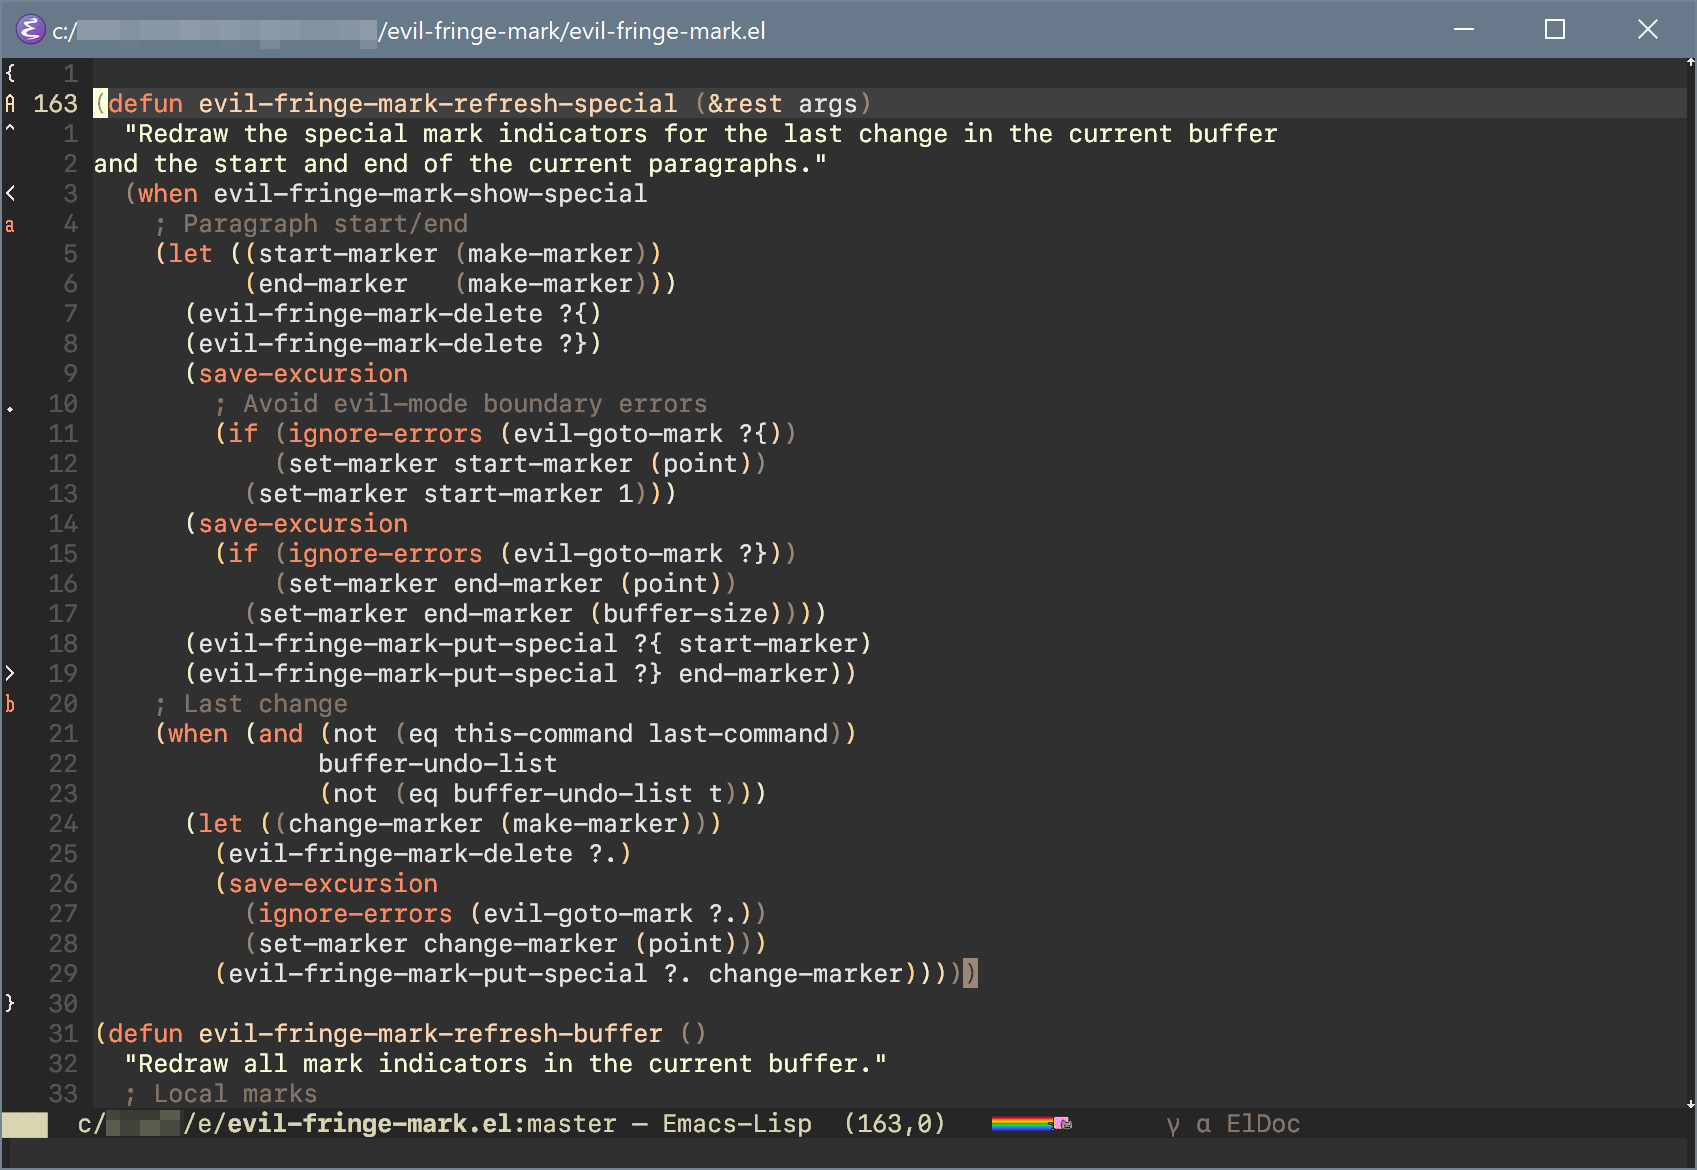 c:/ /evil-fringe-mark/evil-fringe-mark.el
{ 1
A 163 (defun evil-fringe-mark-refresh-special (&rest args)
^ 1   "Redraw the special mark indicators for the last change in the current buffer
2 and the start and end of the current paragraphs."
< 3   (when evil-fringe-mark-show-special
a 4     ; Paragraph start/end
5     (let ((start-marker (make-marker))
6           (end-marker   (make-marker)))
7       (evil-fringe-mark-delete ?{)
8       (evil-fringe-mark-delete ?})
9       (save-excursion
. 10         ; Avoid evil-mode boundary errors
11         (if (ignore-errors (evil-goto-mark ?{))
12             (set-marker start-marker (point))
13           (set-marker start-marker 1)))
14       (save-excursion
15         (if (ignore-errors (evil-goto-mark ?}))
16             (set-marker end-marker (point))
17           (set-marker end-marker (buffer-size))))
18       (evil-fringe-mark-put-special ?{ start-marker)
> 19       (evil-fringe-mark-put-special ?} end-marker))
b 20     ; Last change
21     (when (and (not (eq this-command last-command))
22                buffer-undo-list
23                (not (eq buffer-undo-list t)))
24       (let ((change-marker (make-marker)))
25         (evil-fringe-mark-delete ?.)
26         (save-excursion
27           (ignore-errors (evil-goto-mark ?.))
28           (set-marker change-marker (point)))
29         (evil-fringe-mark-put-special ?. change-marker)))))
} 30
31 (defun evil-fringe-mark-refresh-buffer ()
32   "Redraw all mark indicators in the current buffer."
33   ; Local marks
c/ /e/evil-fringe-mark.el:master – Emacs-Lisp (163,0) γ α ElDoc